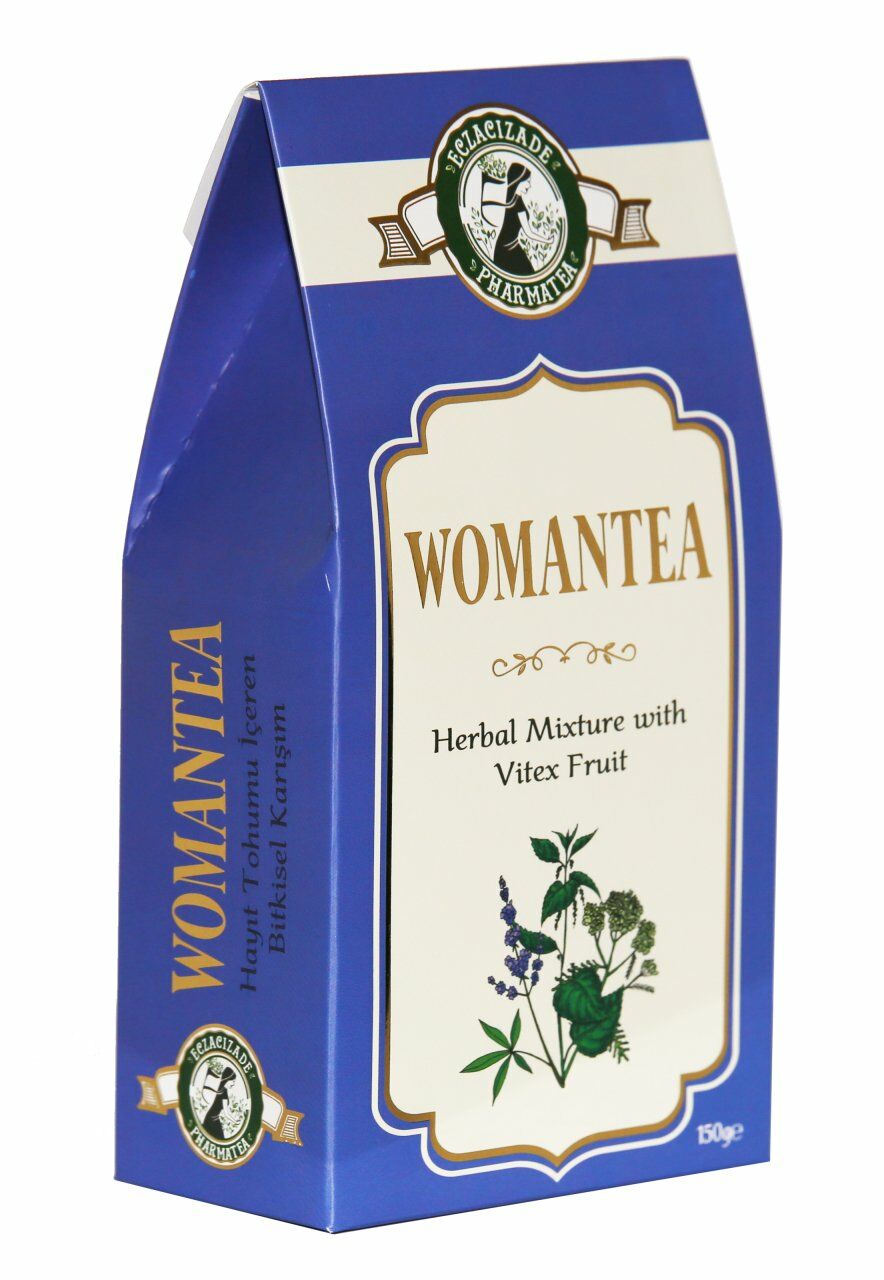 ECZACIZADE
PHARMATEA
WOMANTEA
Herbal Mixture with
Vitex Fruit
150g℮
WOMANTEA
Hayıt Tohumu İçeren
Bitkisel Karışım
ECZACIZADE
PHARMATEA